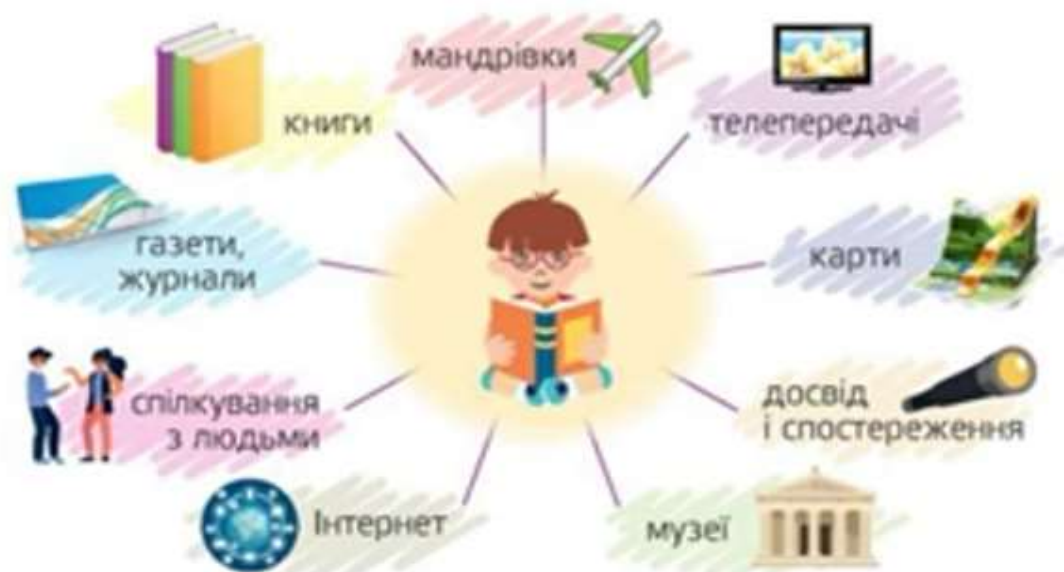 мандрівки
книги
телепередачі
газети,
журнали
карти
спілкування
з людьми
досвід
і спостереження
Інтернет
музеї